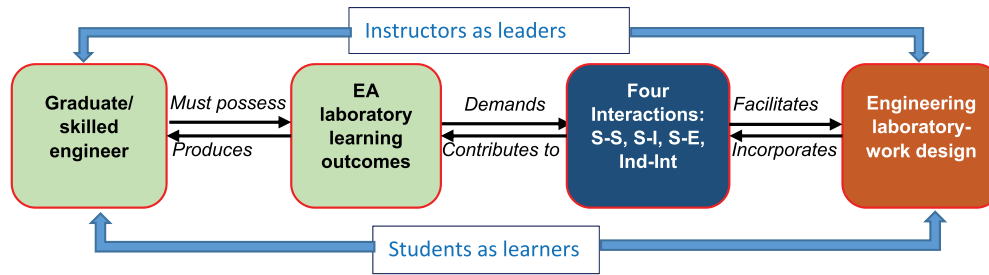 Instructors as leaders
Graduate/
skilled
engineer
Must possess
Produces
EA
laboratory
learning
outcomes
Demands
Contributes to
Four
Interactions:
S-S, S-I, S-E,
Ind-Int
Facilitates
Incorporates
Engineering
laboratory-
work design
Students as learners